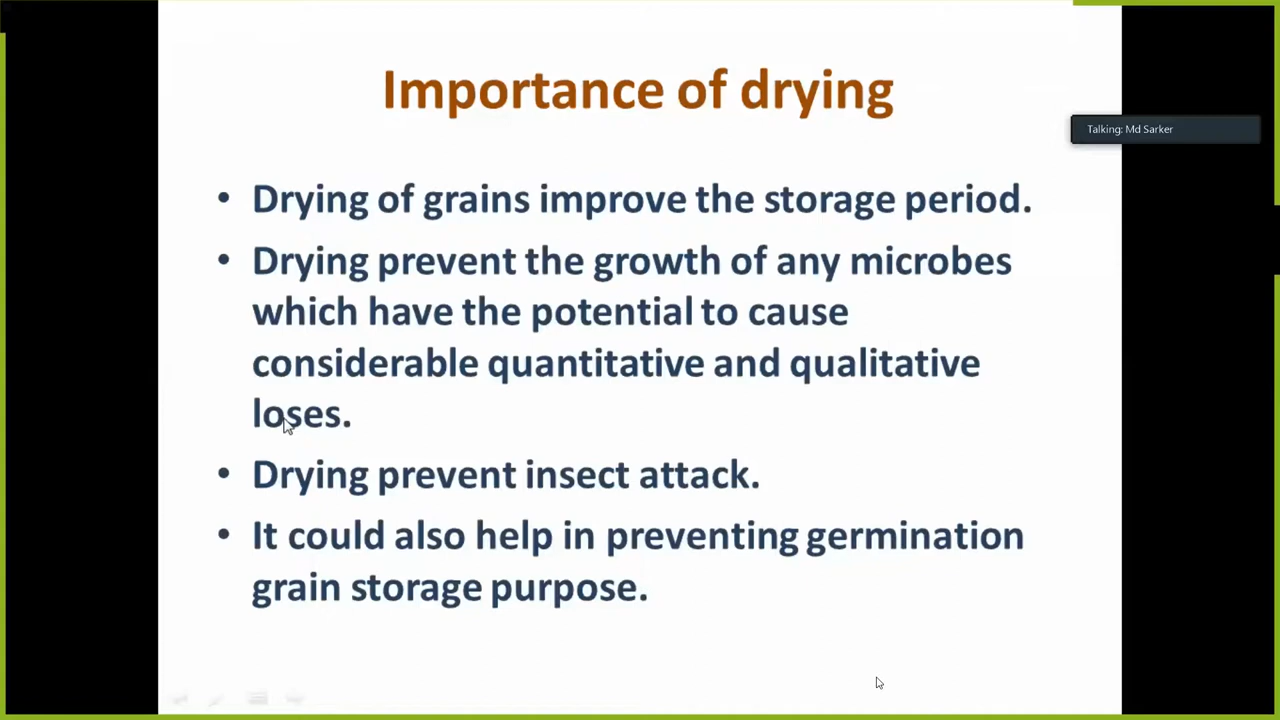 Importance of drying
Talking: Md Sarker
• Drying of grains improve the storage period.
• Drying prevent the growth of any microbes
which have the potential to cause
considerable quantitative and qualitative
loses.
• Drying prevent insect attack.
• It could also help in preventing germination
grain storage purpose.